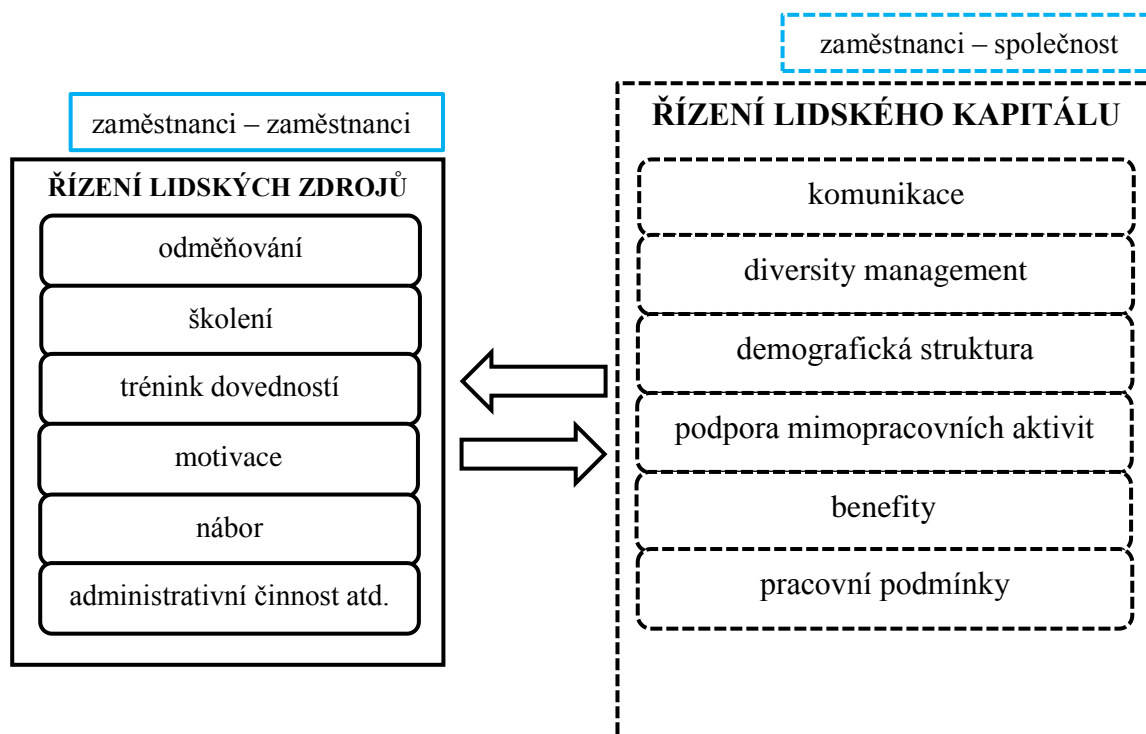 zaměstnanci – společnost
ŘÍZENÍ LIDSKÉHO KAPITÁLU
komunikace
diversity management
demografická struktura
podpora mimopracovních aktivit
benefity
pracovní podmínky
zaměstnanci – zaměstnanci
ŘÍZENÍ LIDSKÝCH ZDROJŮ
odměňování
školení
trénink dovedností
motivace
nábor
administrativní činnost atd.